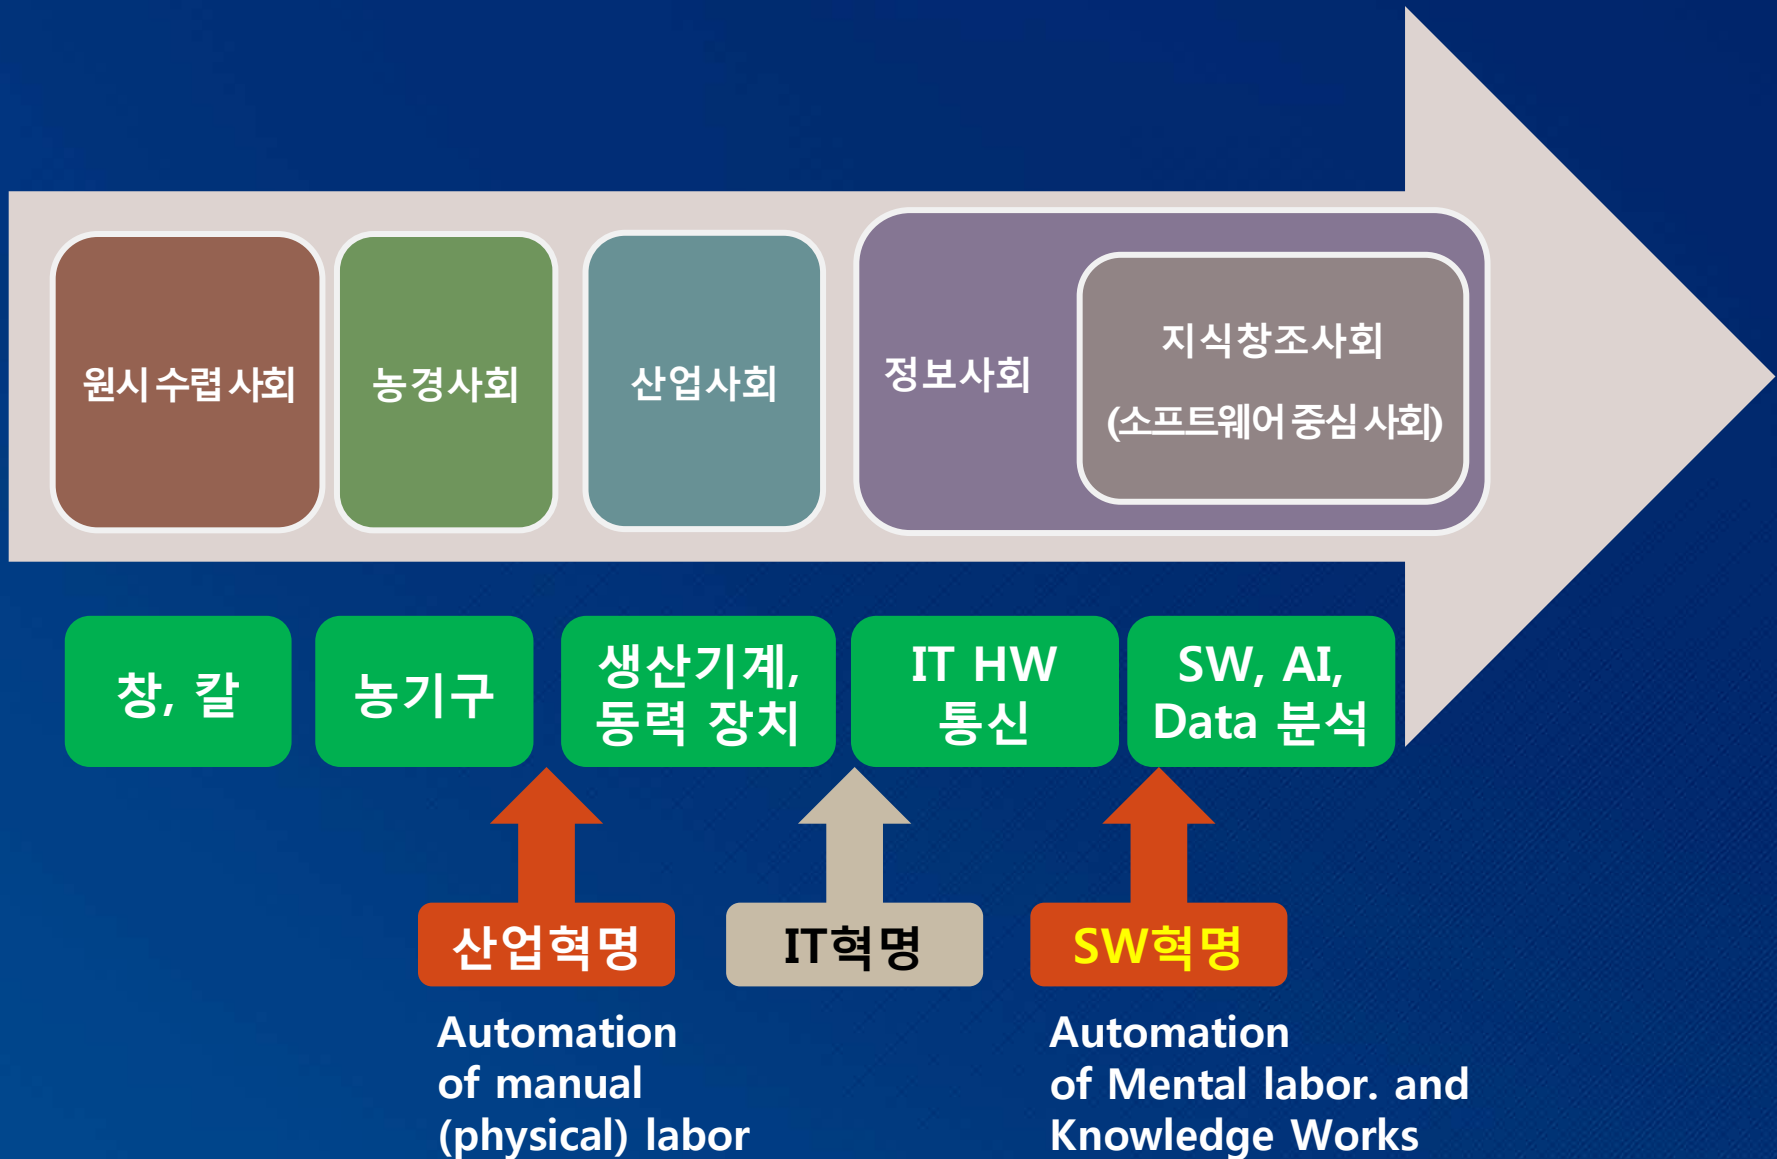 원시 수렵 사회
농경사회
산업사회
정보사회
지식창조사회
(소프트웨어 중심 사회)
창, 칼
농기구
생산기계,
동력 장치
IT HW
통신
SW, AI,
Data 분석
산업혁명
IT혁명
SW혁명
Automation
of manual
(physical) labor
Automation
of Mental labor. and
Knowledge Works